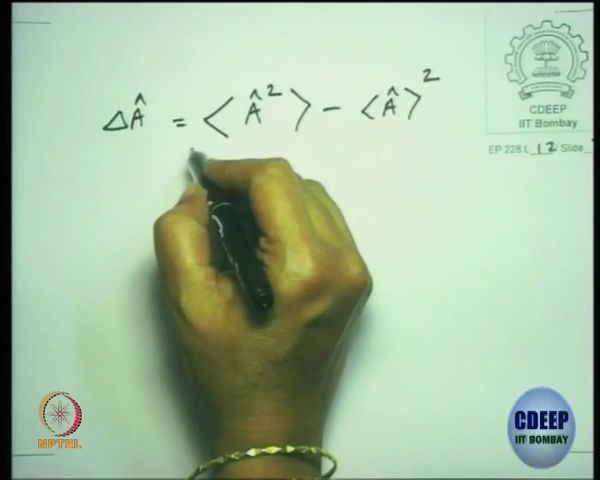 ΔÂ = ⟨Â²⟩ - ⟨Â⟩²
CDEEP
IIT Bombay
EP 228 L 12 Slide
NPTEL
CDEEP
IIT BOMBAY